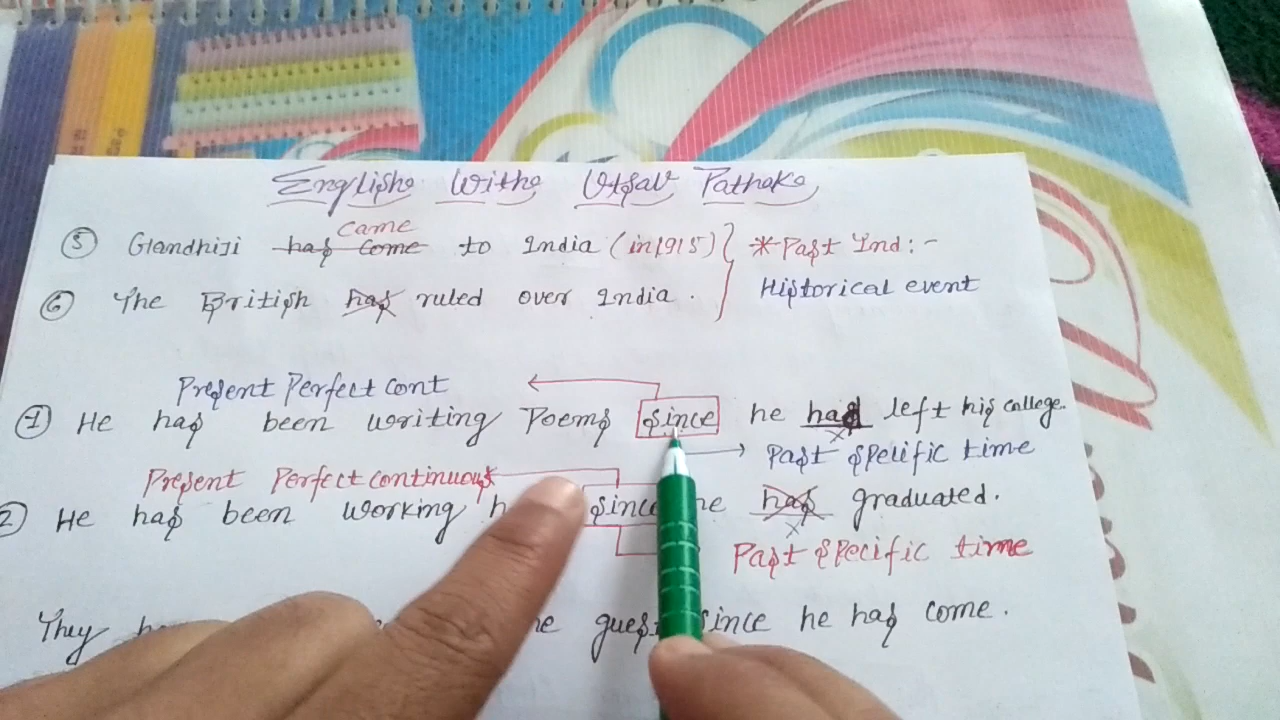 English With Utsav Pathak
came
⑤ Gandhiji has come to India (in 1915) * Past Ind:-
⑥ The British has ruled over India. Historical event
Present Perfect cont
① He has been writing Poems since he had left his college.
Past specific time
Present Perfect continuous
② He has been working since he has graduated.
Past specific time
They guest since he has come.